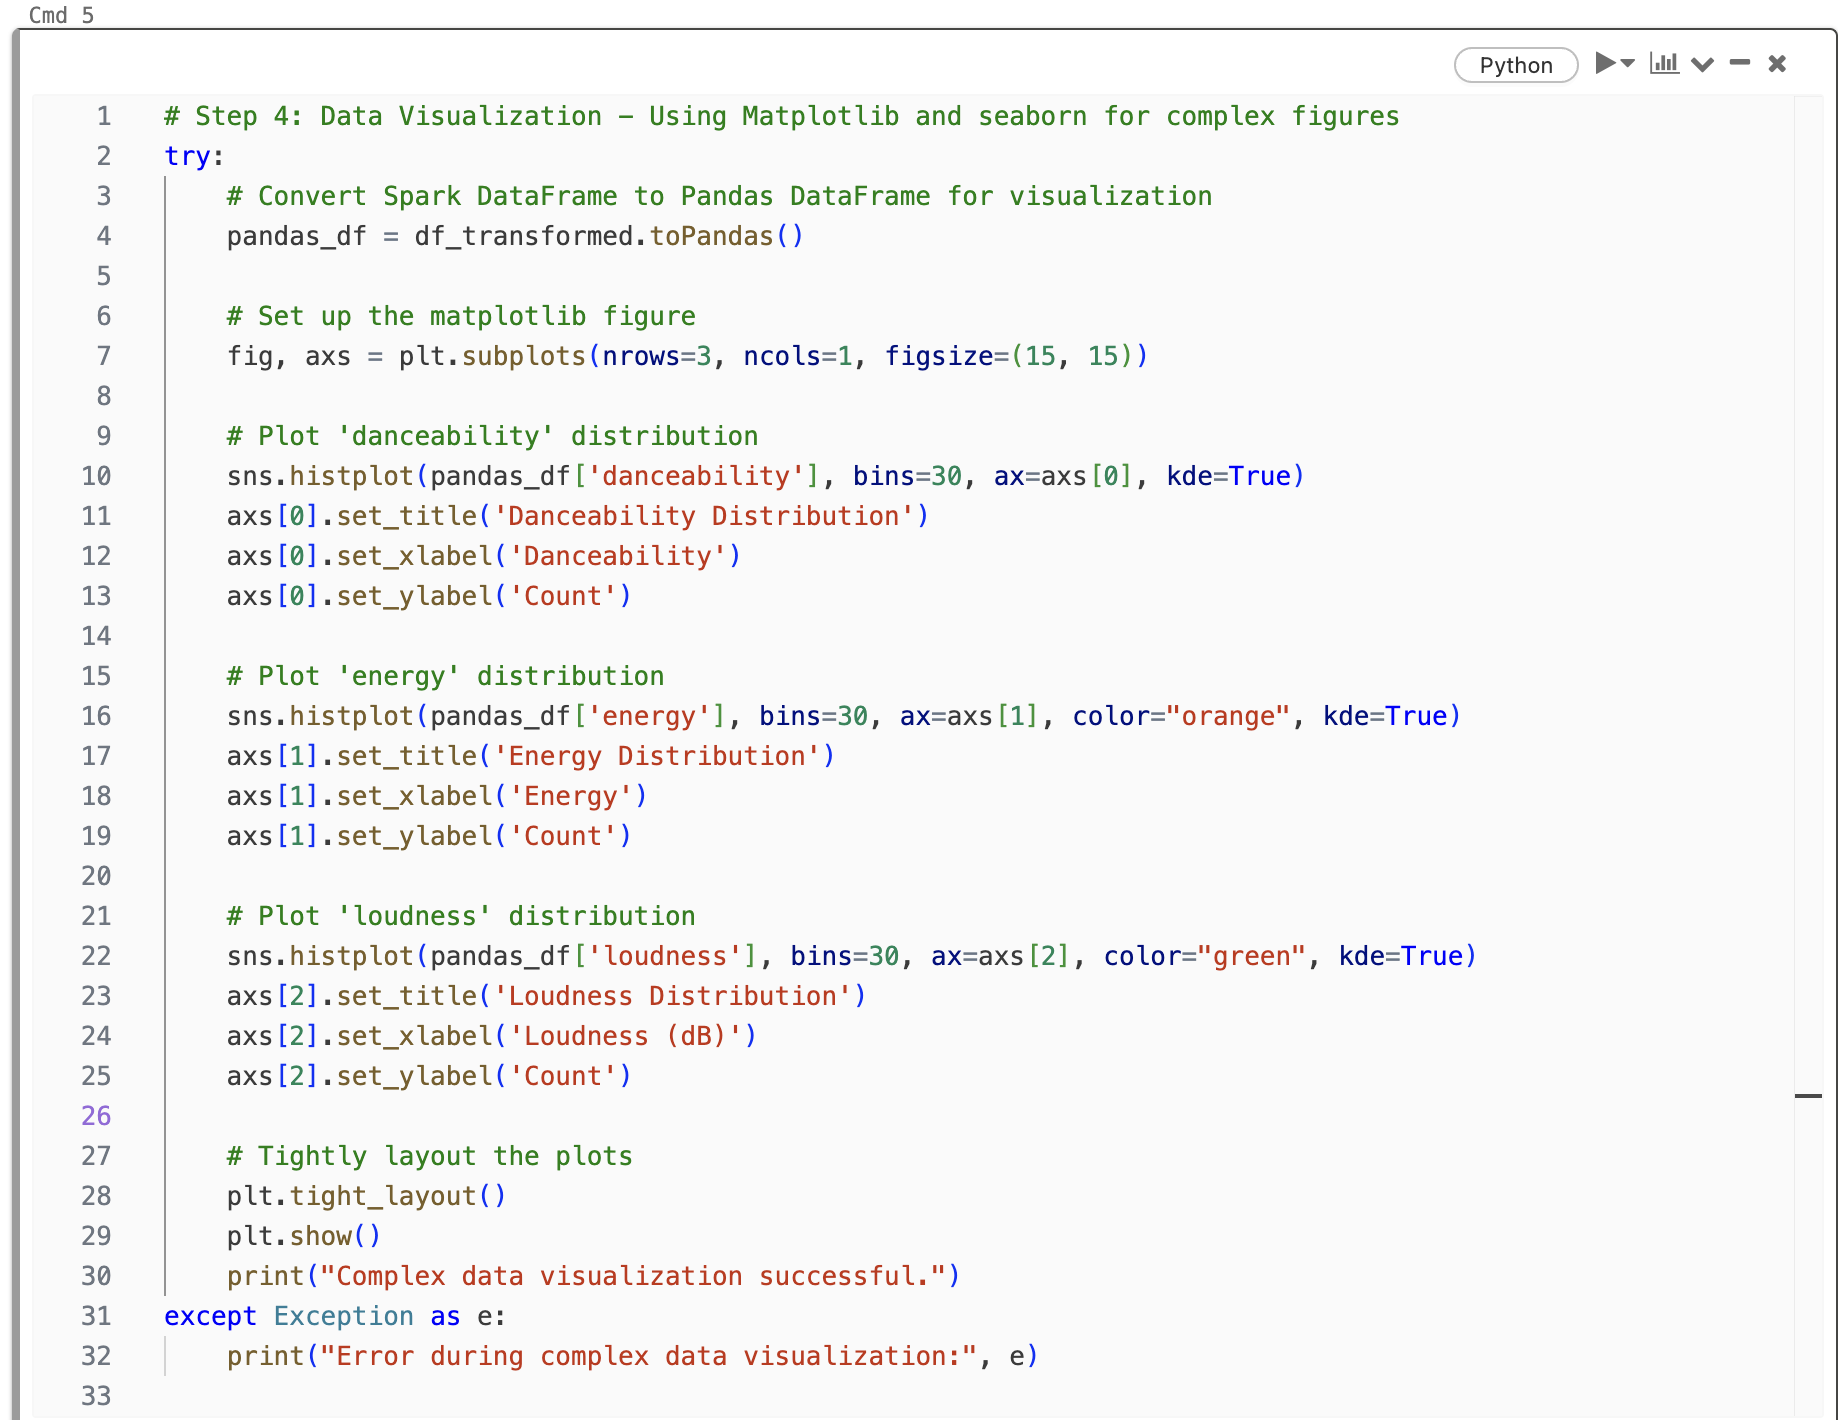 Cmd 5
Python
1 # Step 4: Data Visualization – Using Matplotlib and seaborn for complex figures
2 try:
3     # Convert Spark DataFrame to Pandas DataFrame for visualization
4     pandas_df = df_transformed.toPandas()
5
6     # Set up the matplotlib figure
7     fig, axs = plt.subplots(nrows=3, ncols=1, figsize=(15, 15))
8
9     # Plot 'danceability' distribution
10     sns.histplot(pandas_df['danceability'], bins=30, ax=axs[0], kde=True)
11     axs[0].set_title('Danceability Distribution')
12     axs[0].set_xlabel('Danceability')
13     axs[0].set_ylabel('Count')
14
15     # Plot 'energy' distribution
16     sns.histplot(pandas_df['energy'], bins=30, ax=axs[1], color="orange", kde=True)
17     axs[1].set_title('Energy Distribution')
18     axs[1].set_xlabel('Energy')
19     axs[1].set_ylabel('Count')
20
21     # Plot 'loudness' distribution
22     sns.histplot(pandas_df['loudness'], bins=30, ax=axs[2], color="green", kde=True)
23     axs[2].set_title('Loudness Distribution')
24     axs[2].set_xlabel('Loudness (dB)')
25     axs[2].set_ylabel('Count')
26
27     # Tightly layout the plots
28     plt.tight_layout()
29     plt.show()
30     print("Complex data visualization successful.")
31 except Exception as e:
32     print("Error during complex data visualization:", e)
33